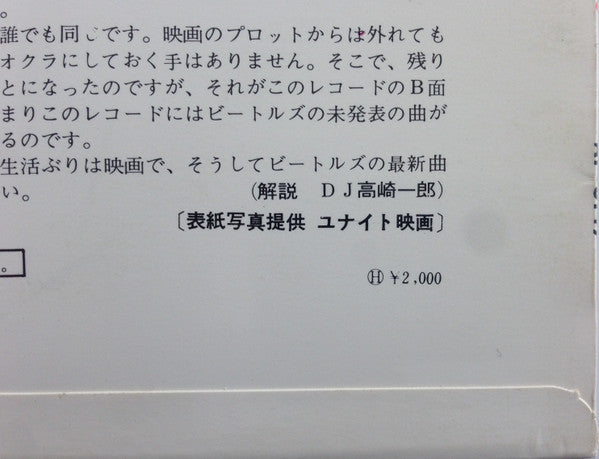 。
誰でも同じです。映画のプロットからは外れても
オクラにしておく手はありません。そこで、残り
とになったのですが、それがこのレコードのB面
まりこのレコードにはビートルズの未発表の曲が
るのです。
生活ぶりは映画で、そうしてビートルズの最新曲
い。 (解説 DJ高崎一郎)
〔表紙写真提供 ユナイト映画〕
。
Ⓗ ¥2,000